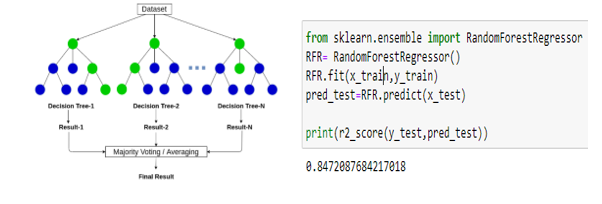 Dataset
Decision Tree-1
Decision Tree-2
Decision Tree-N
Result-1
Result-2
Result-N
Majority Voting / Averaging
Final Result
from sklearn.ensemble import RandomForestRegressor
RFR= RandomForestRegressor()
RFR.fit(x_train,y_train)
pred_test=RFR.predict(x_test)
print(r2_score(y_test,pred_test))
0.8472087684217018